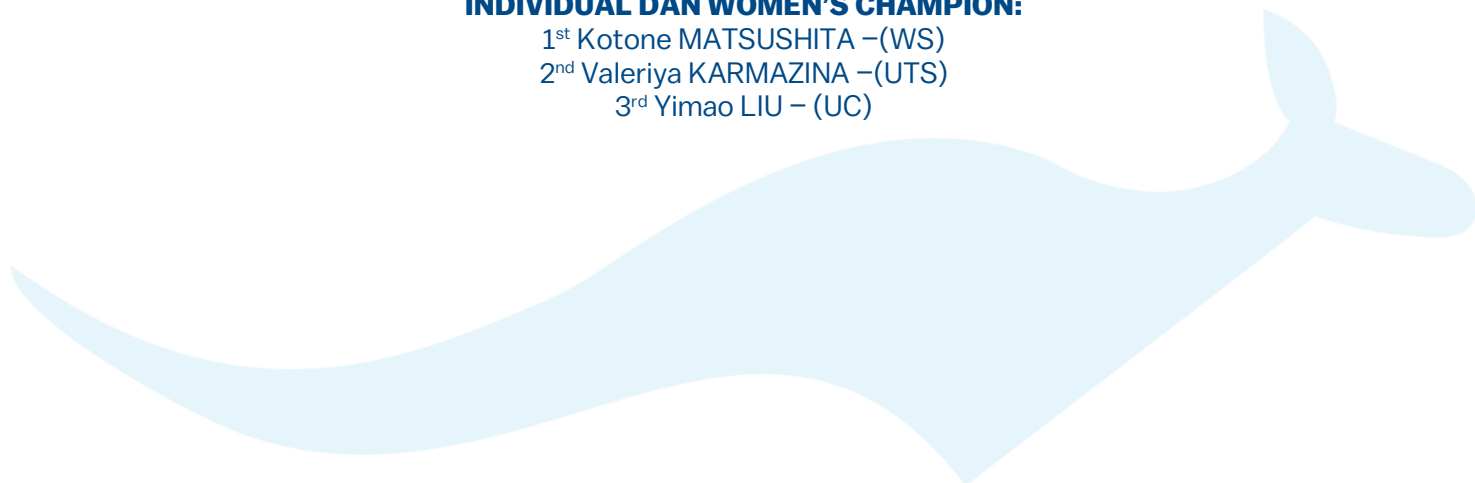 INDIVIDUAL DAN WOMEN'S CHAMPION:
1st Kotone MATSUSHITA –(WS)
2nd Valeriya KARMAZINA –(UTS)
3rd Yimao LIU – (UC)